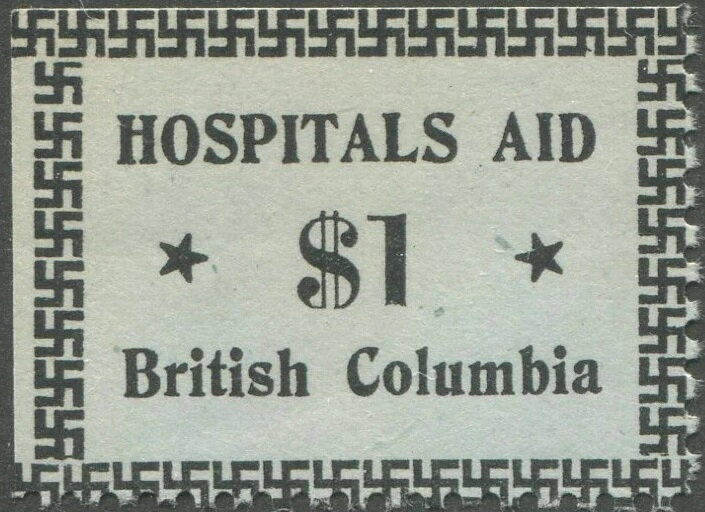 HOSPITALS AID
$1
British Columbia